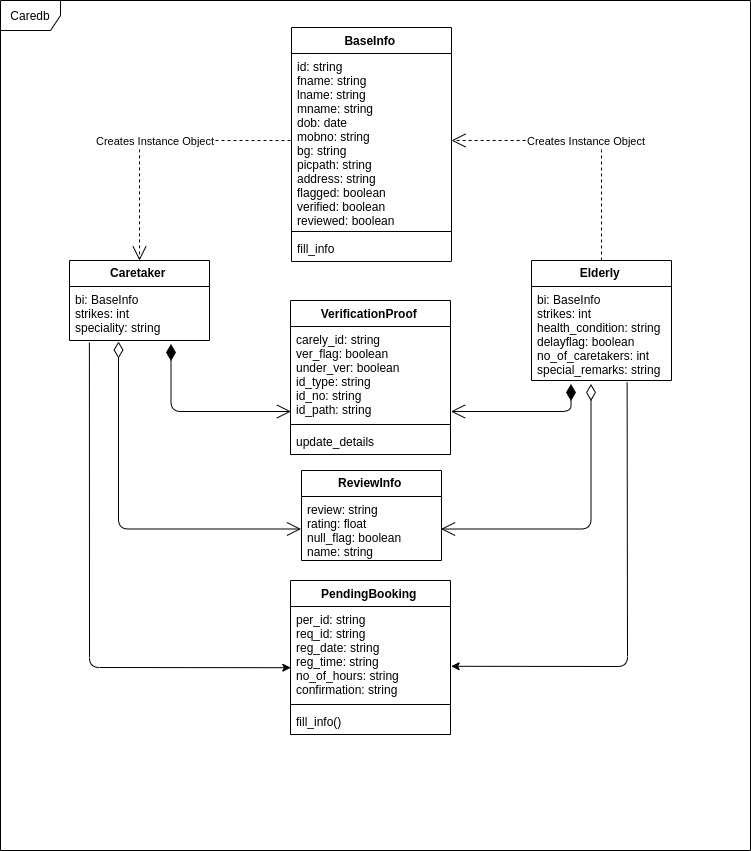 Caredb
BaseInfo
id: string
fname: string
lname: string
mname: string
dob: date
mobno: string
bg: string
picpath: string
address: string
flagged: boolean
verified: boolean
reviewed: boolean
fill_info
Creates Instance Object
Creates Instance Object
Caretaker
bi: BaseInfo
strikes: int
speciality: string
Elderly
bi: BaseInfo
strikes: int
health_condition: string
delayflag: boolean
no_of_caretakers: int
special_remarks: string
VerificationProof
carely_id: string
ver_flag: boolean
under_ver: boolean
id_type: string
id_no: string
id_path: string
update_details
ReviewInfo
review: string
rating: float
null_flag: boolean
name: string
PendingBooking
per_id: string
req_id: string
reg_date: string
reg_time: string
no_of_hours: string
confirmation: string
fill_info()